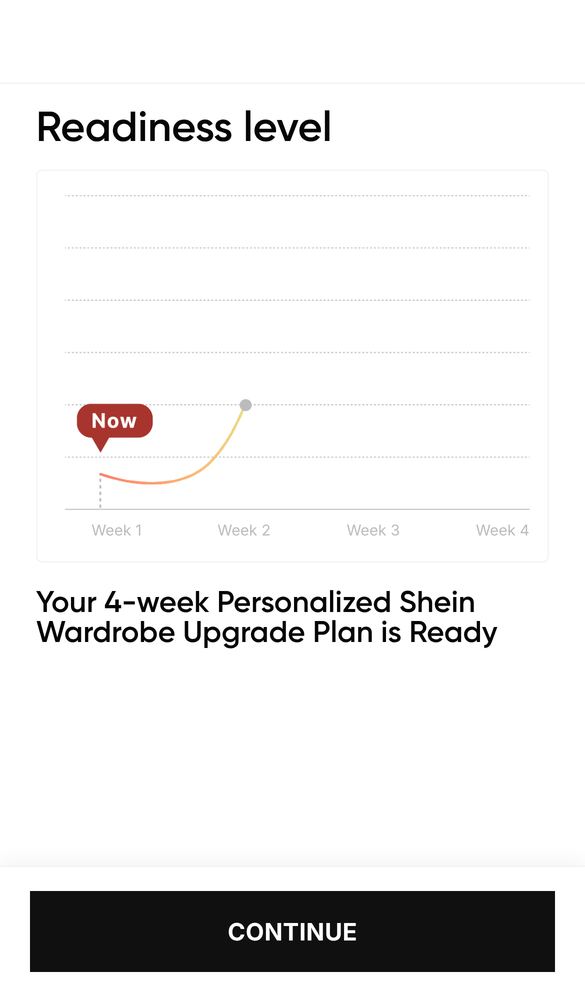 Readiness level
Now
Week 1 Week 2 Week 3 Week 4
Your 4-week Personalized Shein
Wardrobe Upgrade Plan is Ready
CONTINUE